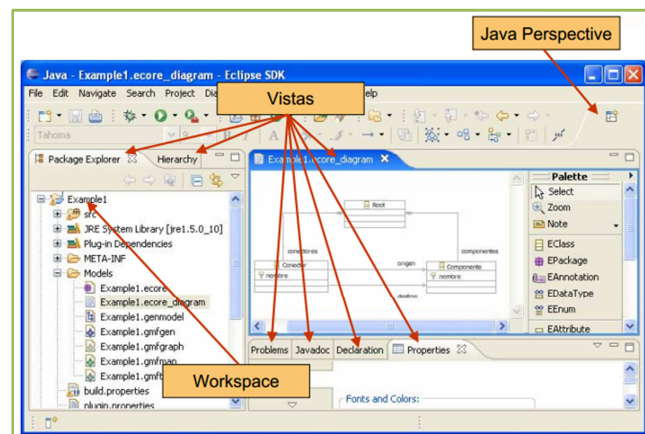 Java Perspective
Java - Example1.ecore_diagram - Eclipse SDK
File Edit Navigate Search Project
Vistas
Tahoma
Package Explorer Hierarchy
Example1.ecore_diagram
Example1
src
JRE System Library [jre1.5.0_10]
Plug-in Dependencies
META-INF
Models
Example1.ecore
Example1.ecore_diagram
Example1.genmodel
Example1.gmfgen
Example1.gmfgraph
Example1.gmfmap
build.properties
plugin.properties
Workspace
Root
conectores
componentes
Conector
nombre
origen
destino
Componente
nombre
Palette
Select
Zoom
Note
EClass
EPackage
EAnnotation
EDataType
EEnum
EAttribute
Problems Javadoc Declaration Properties
Fonts and Colors: